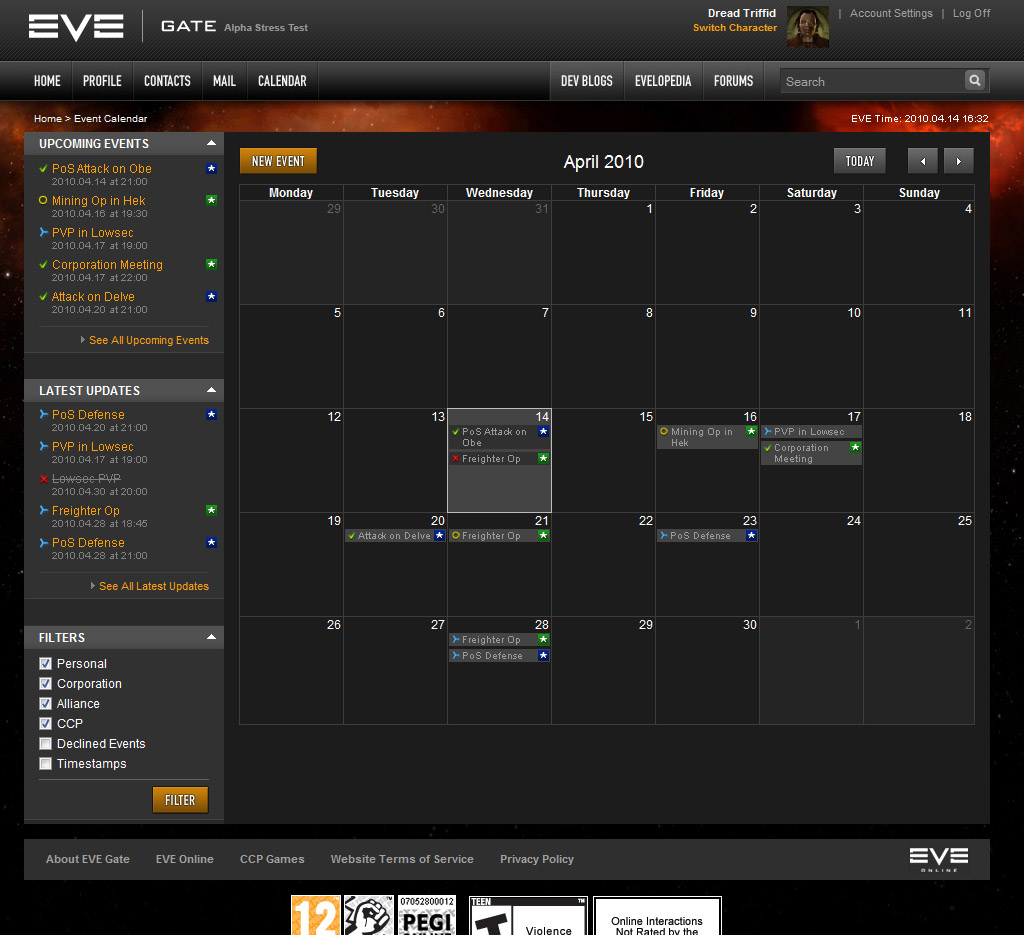 EVE GATE Alpha Stress Test
Dread Triffid | Account Settings | Log Off
Switch Character
HOME PROFILE CONTACTS MAIL CALENDAR DEV BLOGS EVELOPEDIA FORUMS Search
Home > Event Calendar
EVE Time: 2010.04.14 16:32
UPCOMING EVENTS
PoS Attack on Obe
2010.04.14 at 21:00
Mining Op in Hek
2010.04.16 at 19:30
PVP in Lowsec
2010.04.17 at 19:00
Corporation Meeting
2010.04.17 at 22:00
Attack on Delve
2010.04.20 at 21:00
See All Upcoming Events
LATEST UPDATES
PoS Defense
2010.04.20 at 21:00
PVP in Lowsec
2010.04.17 at 19:00
Lowsec PVP
2010.04.30 at 20:00
Freighter Op
2010.04.28 at 18:45
PoS Defense
2010.04.28 at 21:00
See All Latest Updates
FILTERS
Personal
Corporation
Alliance
CCP
Declined Events
Timestamps
FILTER
NEW EVENT
April 2010
TODAY
Monday Tuesday Wednesday Thursday Friday Saturday Sunday
29 30 31 1 2 3 4
5 6 7 8 9 10 11
12 13 14 15 16 17 18
PoS Attack on
Obe
Freighter Op
Mining Op in
Hek
PVP in Lowsec
Corporation
Meeting
19 20 21 22 23 24 25
Attack on Delve
Freighter Op
PoS Defense
26 27 28 29 30 1 2
Freighter Op
PoS Defense
About EVE Gate EVE Online CCP Games Website Terms of Service Privacy Policy
EVE
ONLINE
12
07052800012
PEGI
TEEN
T
Violence
Online Interactions
Not Rated by the